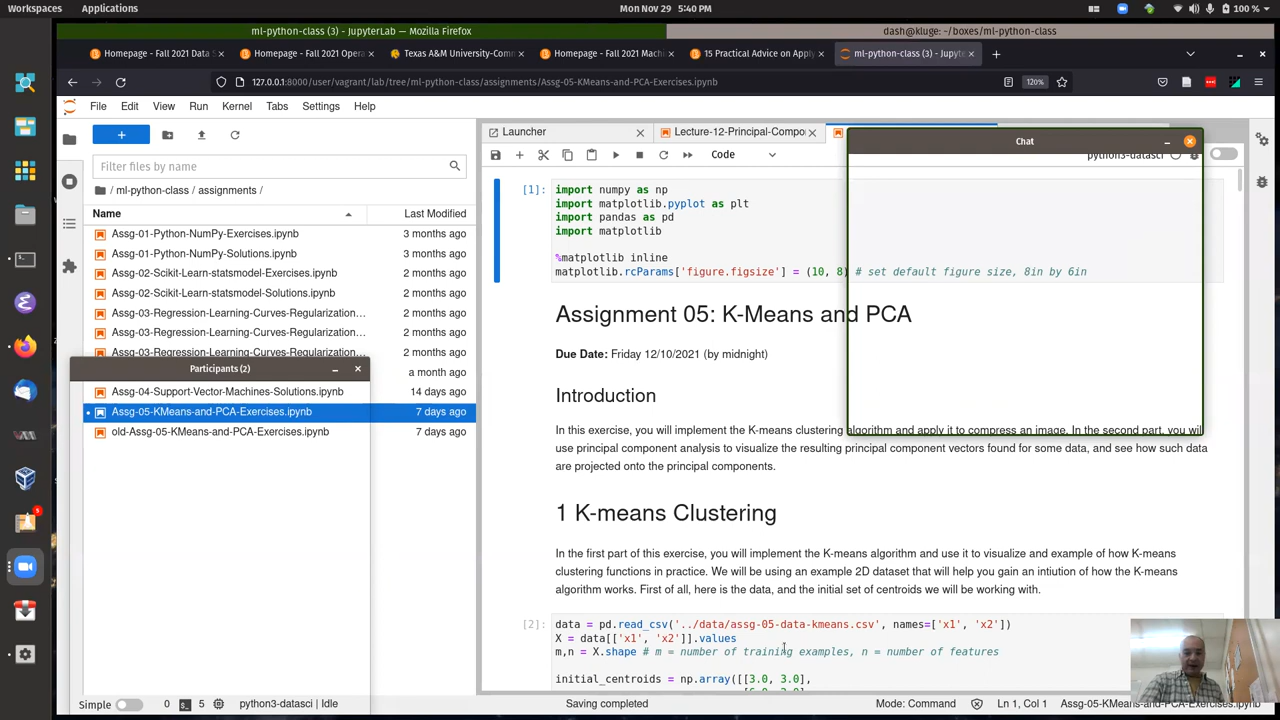 Workspaces Applications Mon Nov 29 5:40 PM 100 %
ml-python-class (3) - JupyterLab — Mozilla Firefox dash@kluge: ~/boxes/ml-python-class
Homepage - Fall 2021 Data S Homepage - Fall 2021 Opera Texas A&M University-Comm Homepage - Fall 2021 Machi 15 Practical Advice on Apply ml-python-class (3) - Jupyte
127.0.0.1:8000/user/vagrant/lab/tree/ml-python-class/assignments/Assg-05-KMeans-and-PCA-Exercises.ipynb 120%
File Edit View Run Kernel Tabs Settings Help
Launcher Lecture-12-Principal-Compo
Chat
Code python3-datasci
Filter files by name
/ ml-python-class / assignments /
Name Last Modified
Assg-01-Python-NumPy-Exercises.ipynb 3 months ago
Assg-01-Python-NumPy-Solutions.ipynb 3 months ago
Assg-02-Scikit-Learn-statsmodel-Exercises.ipynb 2 months ago
Assg-02-Scikit-Learn-statsmodel-Solutions.ipynb 2 months ago
Assg-03-Regression-Learning-Curves-Regularization... 2 months ago
Assg-03-Regression-Learning-Curves-Regularization... 2 months ago
Assg-03-Regression-Learning-Curves-Regularization... 2 months ago
Participants (2)
a month ago
Assg-04-Support-Vector-Machines-Solutions.ipynb 14 days ago
Assg-05-KMeans-and-PCA-Exercises.ipynb 7 days ago
old-Assg-05-KMeans-and-PCA-Exercises.ipynb 7 days ago
[1]: import numpy as np
import matplotlib.pyplot as plt
import pandas as pd
import matplotlib
%matplotlib inline
matplotlib.rcParams['figure.figsize'] = (10, 8) # set default figure size, 8in by 6in
Assignment 05: K-Means and PCA
Due Date: Friday 12/10/2021 (by midnight)
Introduction
In this exercise, you will implement the K-means clustering algorithm and apply it to compress an image. In the second part, you will
use principal component analysis to visualize the resulting principal component vectors found for some data, and see how such data
are projected onto the principal components.
1 K-means Clustering
In the first part of this exercise, you will implement the K-means algorithm and use it to visualize and example of how K-means
clustering functions in practice. We will be using an example 2D dataset that will help you gain an intiution of how the K-means
algorithm works. First of all, here is the data, and the initial set of centroids we will be working with.
[2]: data = pd.read_csv('../data/assg-05-data-kmeans.csv', names=['x1', 'x2'])
X = data[['x1', 'x2']].values
m,n = X.shape # m = number of training examples, n = number of features
initial_centroids = np.array([[3.0, 3.0],
Simple 0 5 python3-datasci | Idle Saving completed Mode: Command Ln 1, Col 1 Assg-05-KMeans-and-PCA-Exercises.ipynb